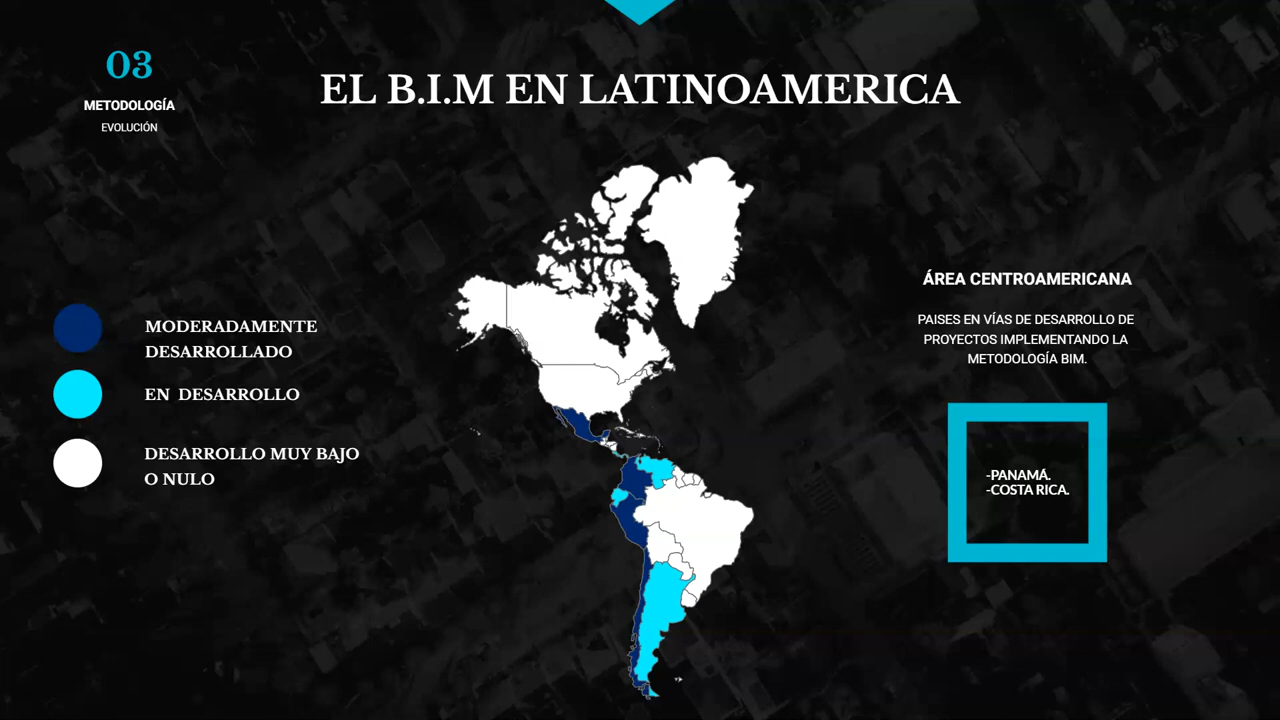 03
METODOLOGÍA
EVOLUCIÓN
EL B.I.M EN LATINOAMERICA
MODERADAMENTE
DESARROLLADO
EN DESARROLLO
DESARROLLO MUY BAJO
O NULO
ÁREA CENTROAMERICANA
PAISES EN VÍAS DE DESARROLLO DE
PROYECTOS IMPLEMENTANDO LA
METODOLOGÍA BIM.
-PANAMÁ.
-COSTA RICA.